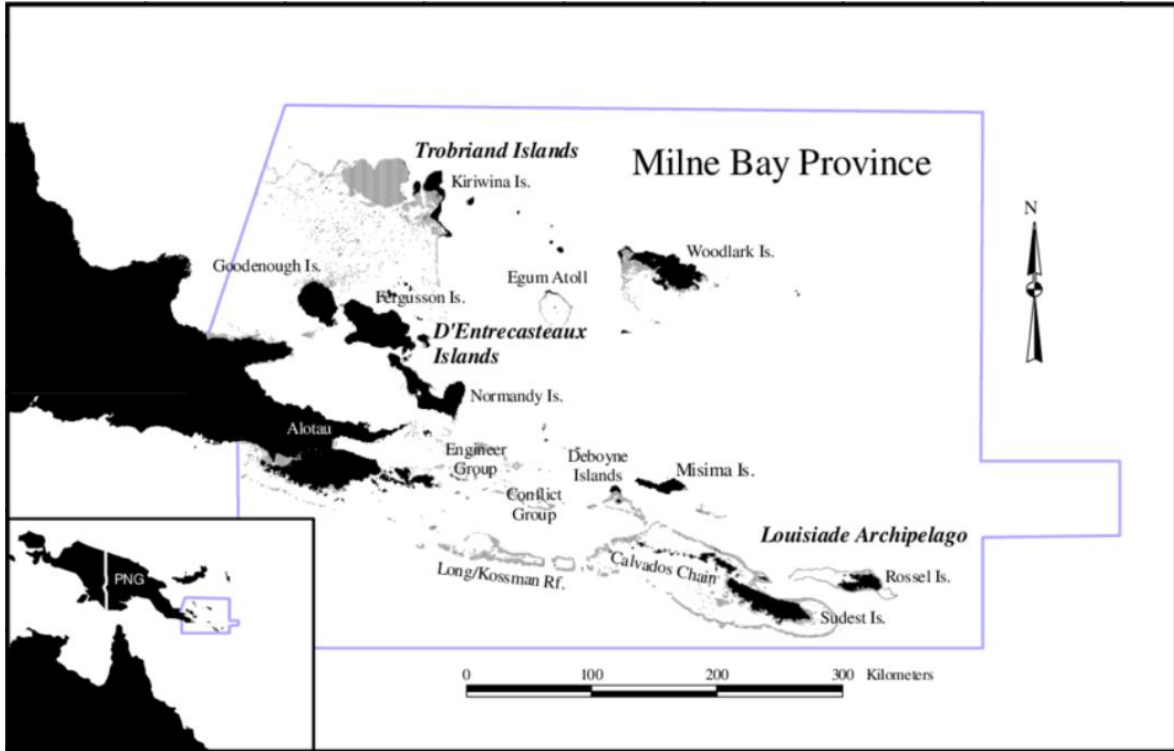 Trobriand Islands
Milne Bay Province
Kiriwina Is.
N
Woodlark Is.
Goodenough Is.
Egum Atoll
Fergusson Is.
D'Entrecasteaux
Islands
Normandy Is.
Alotau
Engineer
Group
Deboyne
Islands
Misima Is.
Conflict
Group
Louisiade Archipelago
Long/Kossman Rf.
Calvados Chain
Rossel Is.
Sudest Is.
PNG
0 100 200 300 Kilometers